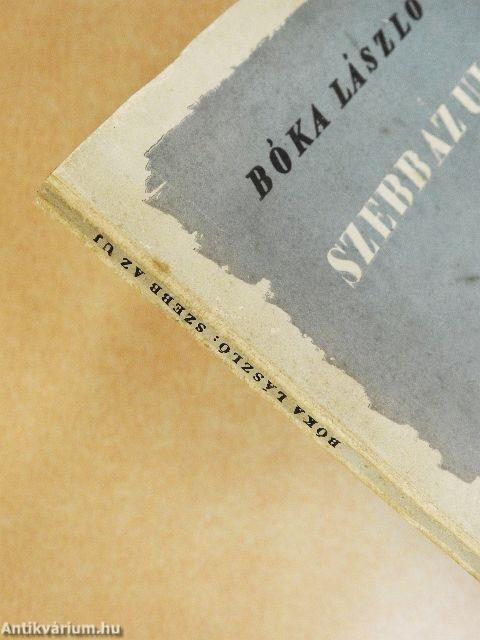 BÓKA LÁSZLÓ
SZEBB AZ UJ
BÓKA LÁSZLÓ: SZEBB AZ UJ
Antikvárium.hu